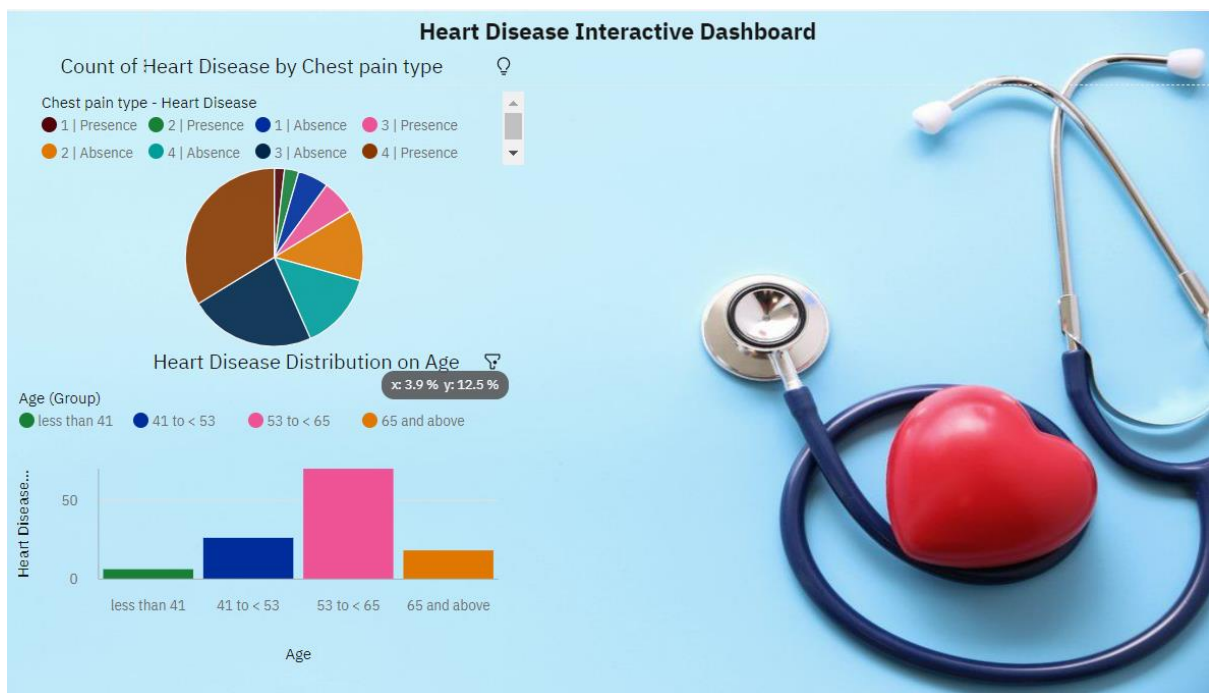 Heart Disease Interactive Dashboard
Count of Heart Disease by Chest pain type
Chest pain type - Heart Disease
1 | Presence 2 | Presence 1 | Absence 3 | Presence
2 | Absence 4 | Absence 3 | Absence 4 | Presence
Heart Disease Distribution on Age
x: 3.9 % y: 12.5 %
Age (Group)
less than 41 41 to < 53 53 to < 65 65 and above
Heart Disease...
50
0
less than 41 41 to < 53 53 to < 65 65 and above
Age